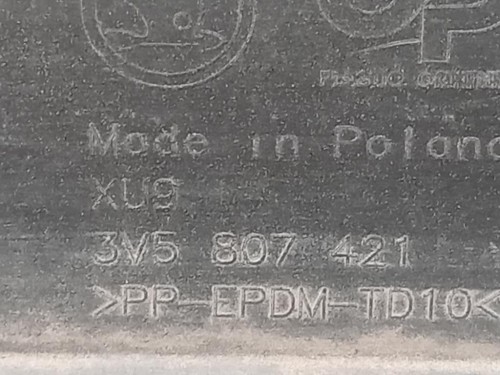 Made in Poland
XU9
3V5 807 421
>PP-EPDM-TD10<